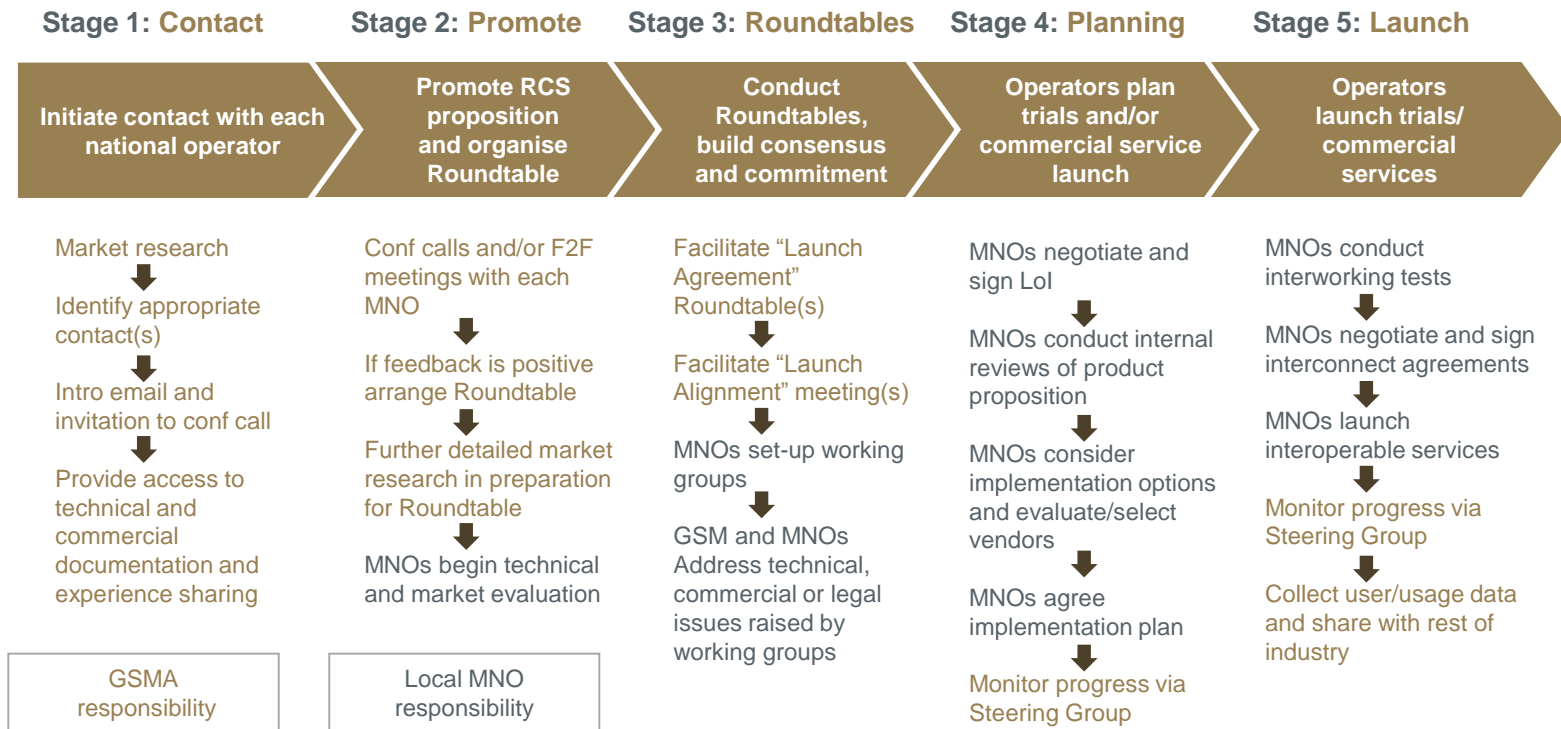 Stage 1: Contact
Stage 2: Promote
Stage 3: Roundtables
Stage 4: Planning
Stage 5: Launch
Initiate contact with each
national operator
Promote RCS
proposition
and organise
Roundtable
Conduct
Roundtables,
build consensus
and commitment
Operators plan
trials and/or
commercial service
launch
Operators
launch trials/
commercial
services
Market research
Identify appropriate
contact(s)
Intro email and
invitation to conf call
Provide access to
technical and
commercial
documentation and
experience sharing
Conf calls and/or F2F
meetings with each
MNO
If feedback is positive
arrange Roundtable
Further detailed market
research in preparation
for Roundtable
MNOs begin technical
and market evaluation
Facilitate “Launch
Agreement”
Roundtable(s)
Facilitate “Launch
Alignment” meeting(s)
MNOs set-up working
groups
GSM and MNOs
Address technical,
commercial or legal
issues raised by
working groups
MNOs negotiate and
sign LoI
MNOs conduct internal
reviews of product
proposition
MNOs consider
implementation options
and evaluate/select
vendors
MNOs agree
implementation plan
Monitor progress via
Steering Group
MNOs conduct
interworking tests
MNOs negotiate and sign
interconnect agreements
MNOs launch
interoperable services
Monitor progress via
Steering Group
Collect user/usage data
and share with rest of
industry
GSMA
responsibility
Local MNO
responsibility